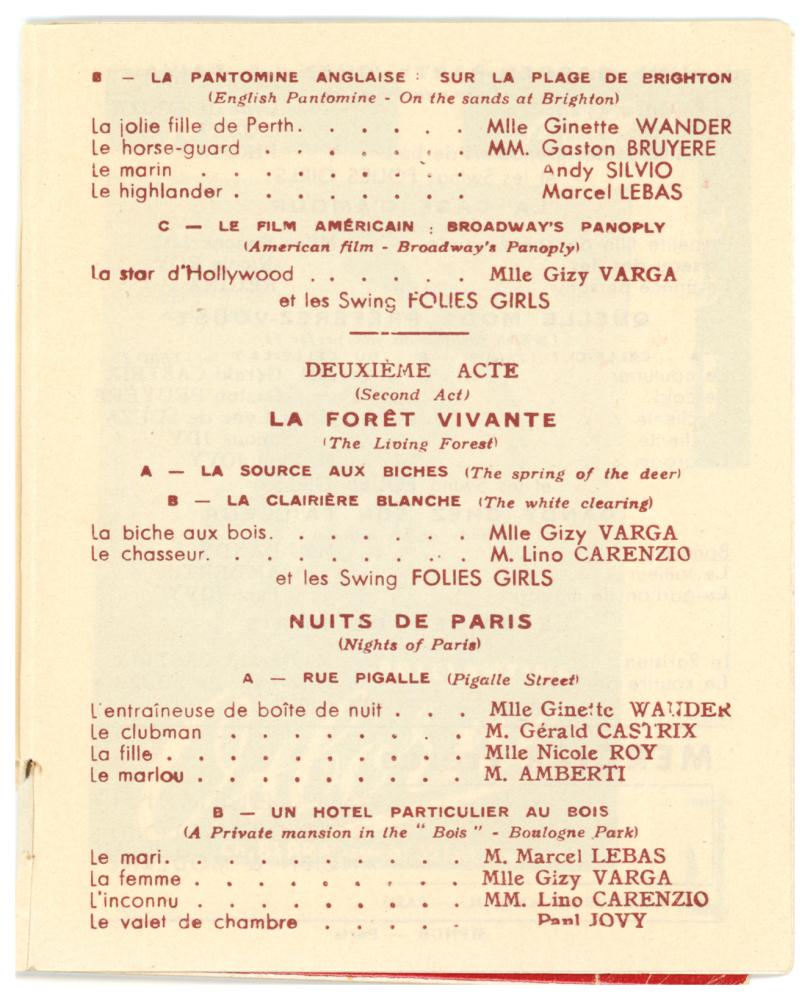 B — LA PANTOMINE ANGLAISE : SUR LA PLAGE DE BRIGHTON
(English Pantomine - On the sands at Brighton)
La jolie fille de Perth. . . . . . . Mlle Ginette WANDER
Le horse-guard . . . . . . . . MM. Gaston BRUYERE
Le marin . . . . . . . . . . Andy SILVIO
Le highlander . . . . . . . . . Marcel LEBAS
C — LE FILM AMÉRICAIN : BROADWAY'S PANOPLY
(American film - Broadway's Panoply)
La star d'Hollywood . . . . . . Mlle Gizy VARGA
et les Swing FOLIES GIRLS
DEUXIÈME ACTE
(Second Act)
LA FORÊT VIVANTE
(The Living Forest)
A — LA SOURCE AUX BICHES (The spring of the deer)
B — LA CLAIRIÈRE BLANCHE (The white clearing)
La biche aux bois. . . . . . . . Mlle Gizy VARGA
Le chasseur. . . . . . . . . . M. Lino CARENZIO
et les Swing FOLIES GIRLS
NUITS DE PARIS
(Nights of Paris)
A — RUE PIGALLE (Pigalle Street)
L'entraîneuse de boîte de nuit . . . Mlle Ginette WAUDER
Le clubman . . . . . . . . M. Gérald CASTRIX
La fille . . . . . . . . . . . Mlle Nicole ROY
Le marlou . . . . . . . . . . M. AMBERTI
B — UN HOTEL PARTICULIER AU BOIS
(A Private mansion in the " Bois " - Boulogne Park)
Le mari. . . . . . . . . . . M. Marcel LEBAS
La femme . . . . . . . . . . Mlle Gizy VARGA
L'inconnu . . . . . . . . . . MM. Lino CARENZIO
Le valet de chambre . . . . . Paul JOVY